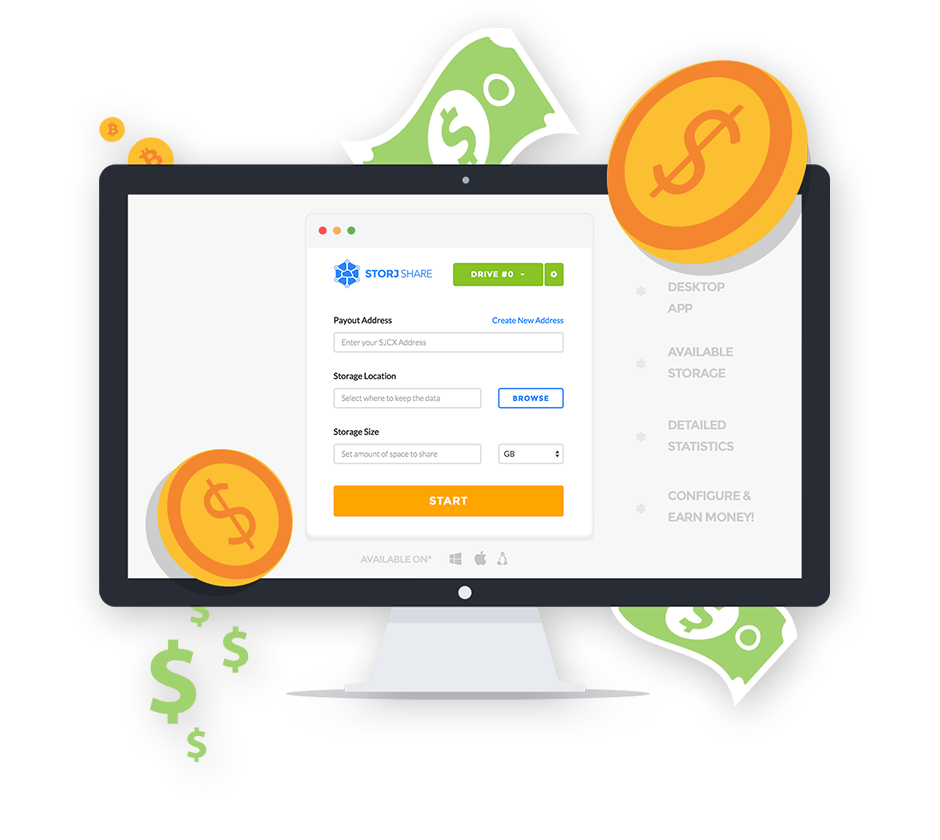 STORJ SHARE
DRIVE #0
Payout Address
Create New Address
Enter your SJCX Address
Storage Location
Select where to keep the data
BROWSE
Storage Size
Set amount of space to share
GB
START
AVAILABLE ON*
DESKTOP
APP
AVAILABLE
STORAGE
DETAILED
STATISTICS
CONFIGURE &
EARN MONEY!
$
$
$
$
$
$
$
$